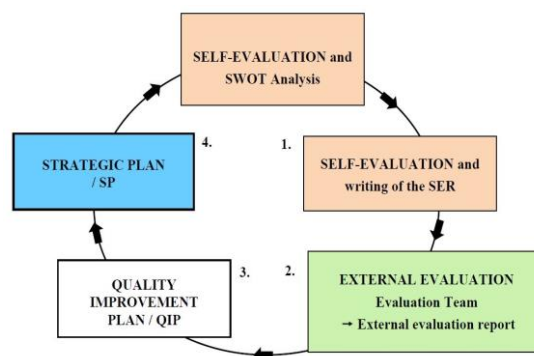 SELF-EVALUATION and
SWOT Analysis
1.
SELF-EVALUATION and
writing of the SER
2.
EXTERNAL EVALUATION
Evaluation Team
→ External evaluation report
3.
QUALITY
IMPROVEMENT
PLAN / QIP
4.
STRATEGIC PLAN
/ SP